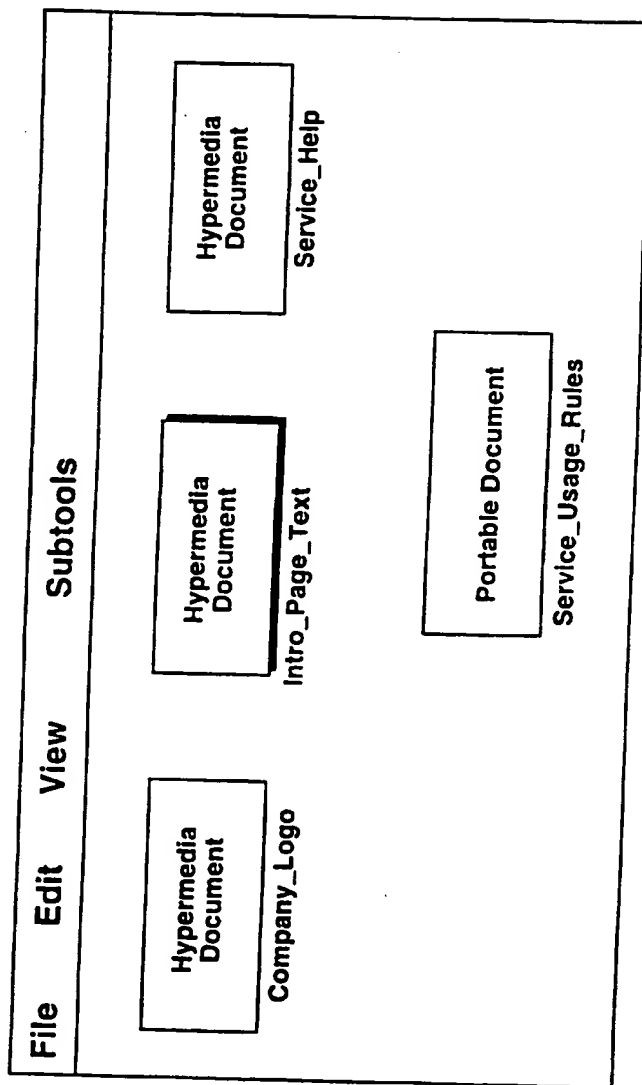 File Edit View Subtools
Hypermedia
Document
Company_Logo
Hypermedia
Document
Intro_Page_Text
Hypermedia
Document
Service_Help
Portable Document
Service_Usage_Rules